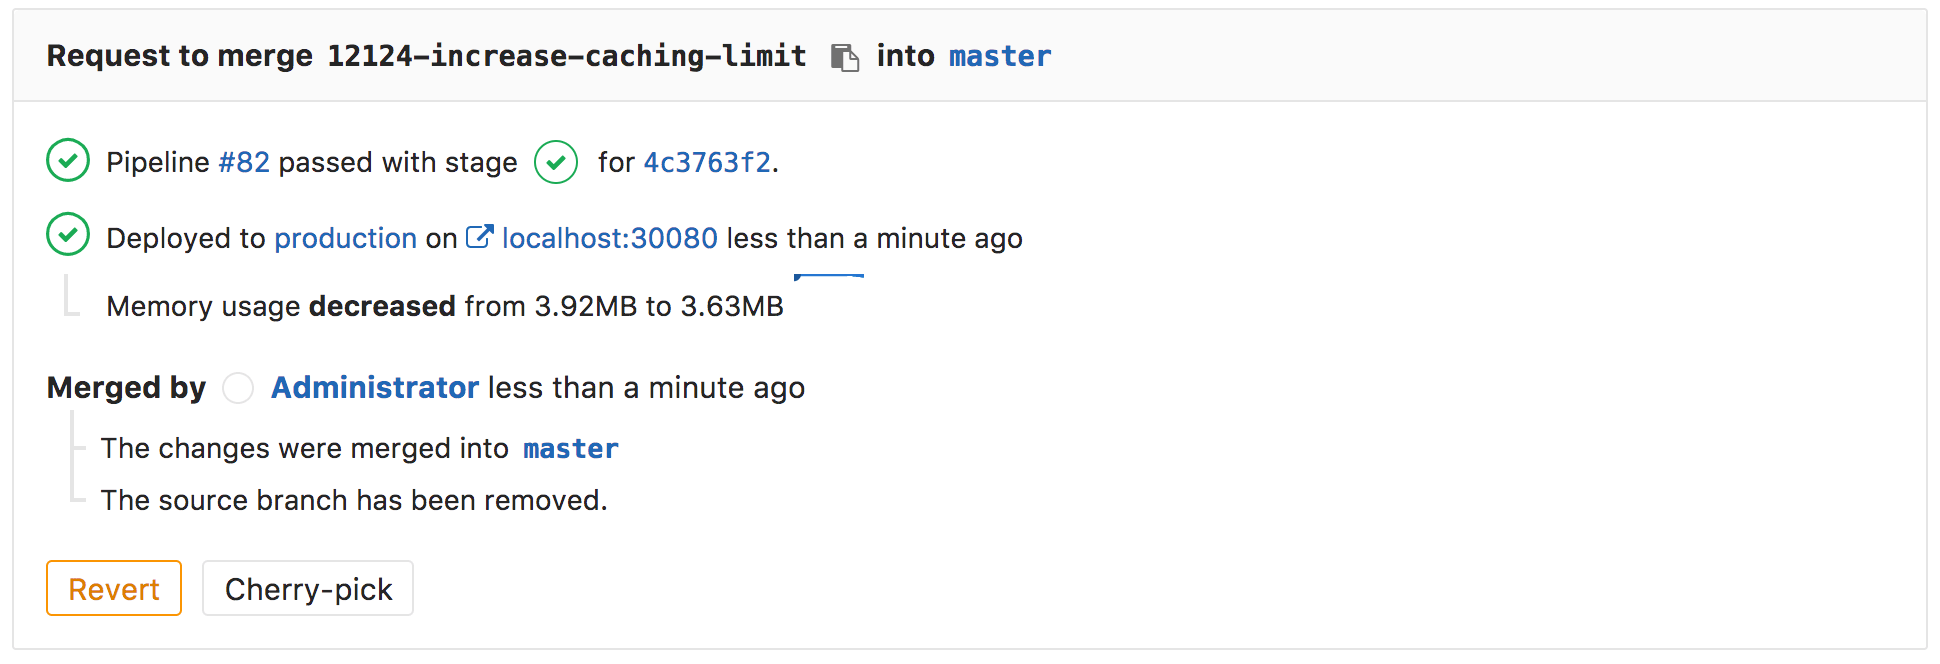 Request to merge 12124-increase-caching-limit into master
Pipeline #82 passed with stage for 4c3763f2.
Deployed to production on localhost:30080 less than a minute ago
Memory usage decreased from 3.92MB to 3.63MB
Merged by Administrator less than a minute ago
The changes were merged into master
The source branch has been removed.
Revert Cherry-pick